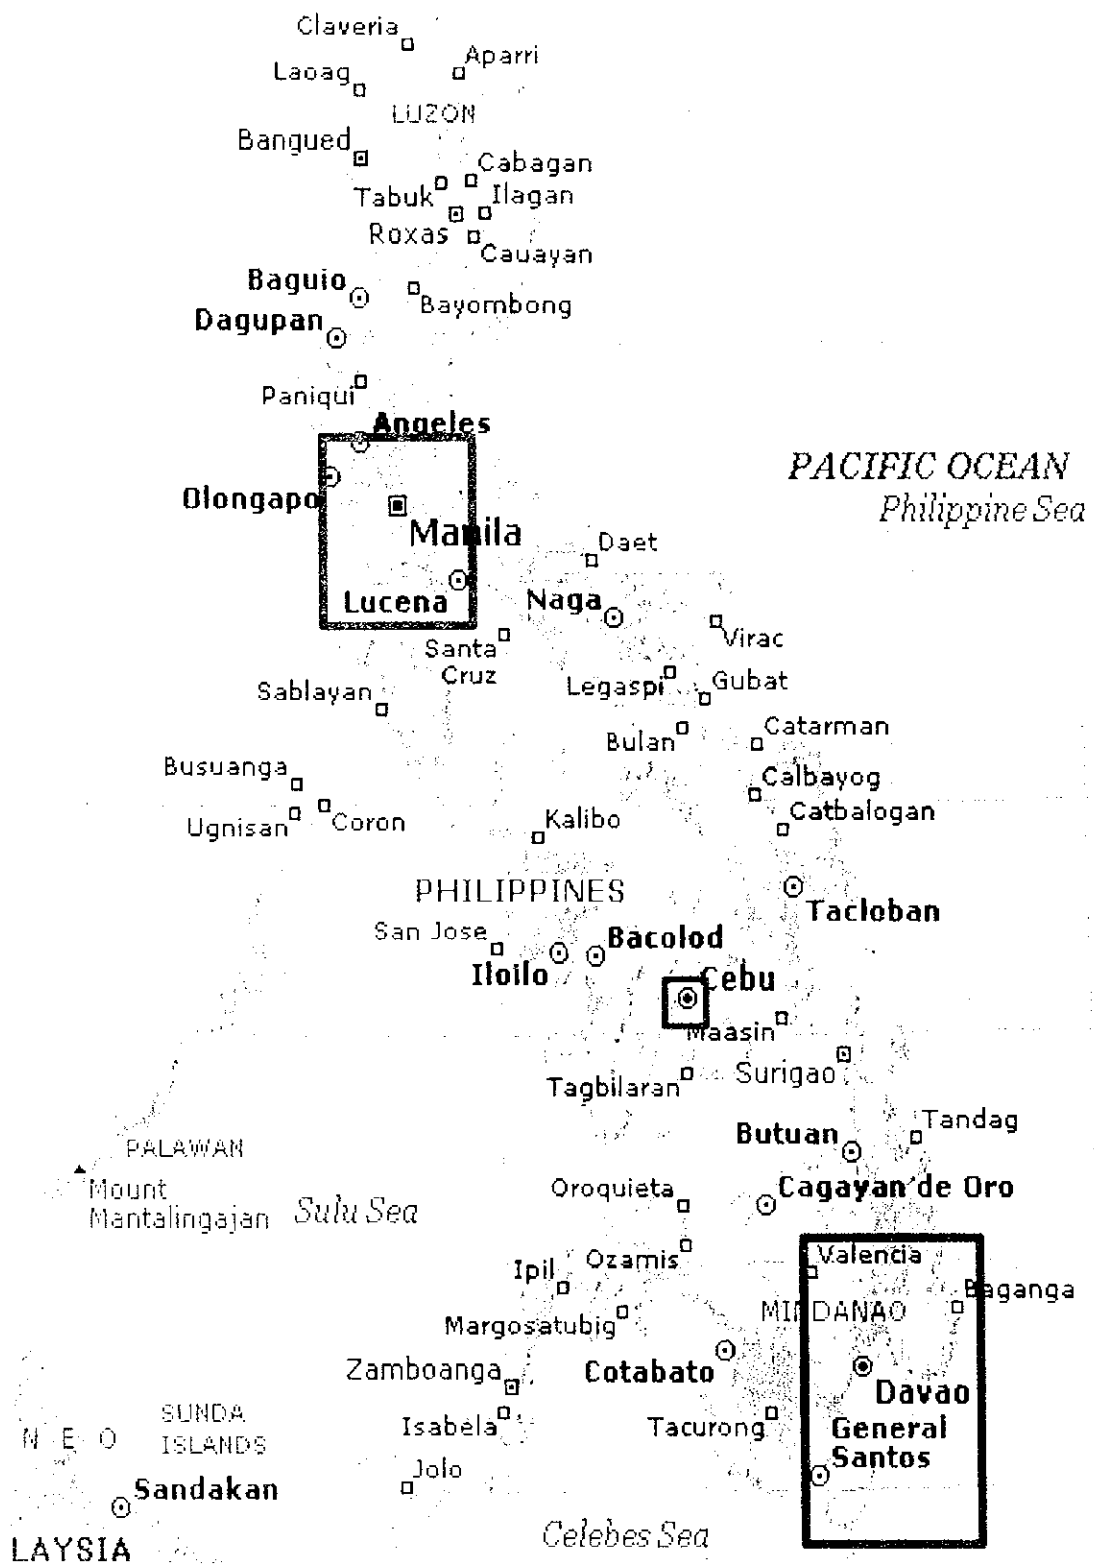 Claveria
Aparri
Laoag
LUZON
Bangued
Cabagan
Tabuk
Ilagan
Roxas
Cauayan
Baguio
Bayombong
Dagupan
Paniqui
Angeles
PACIFIC OCEAN
Philippine Sea
Olongapo
Manila
Daet
Lucena
Naga
Virac
Santa
Cruz
Legaspi
Gubat
Sablayan
Bulan
Catarman
Busuanga
Calbayog
Ugnisan
Coron
Kalibo
Catbalogan
PHILIPPINES
Tacloban
San Jose
Bacolod
Iloilo
Cebu
Maasin
Tagbilaran
Surigao
Tandag
Butuan
PALAWAN
Mount
Mantalingajan
Sulu Sea
Oroquieta
Cagayan de Oro
Ozamis
Valencia
Ipil
Baganga
MINDANAO
Margosatubig
Zamboanga
Cotabato
Davao
SUNDA
ISLANDS
Isabela
Tacurong
General
Santos
N E O
Jolo
Sandakan
Celebes Sea
LAYSIA